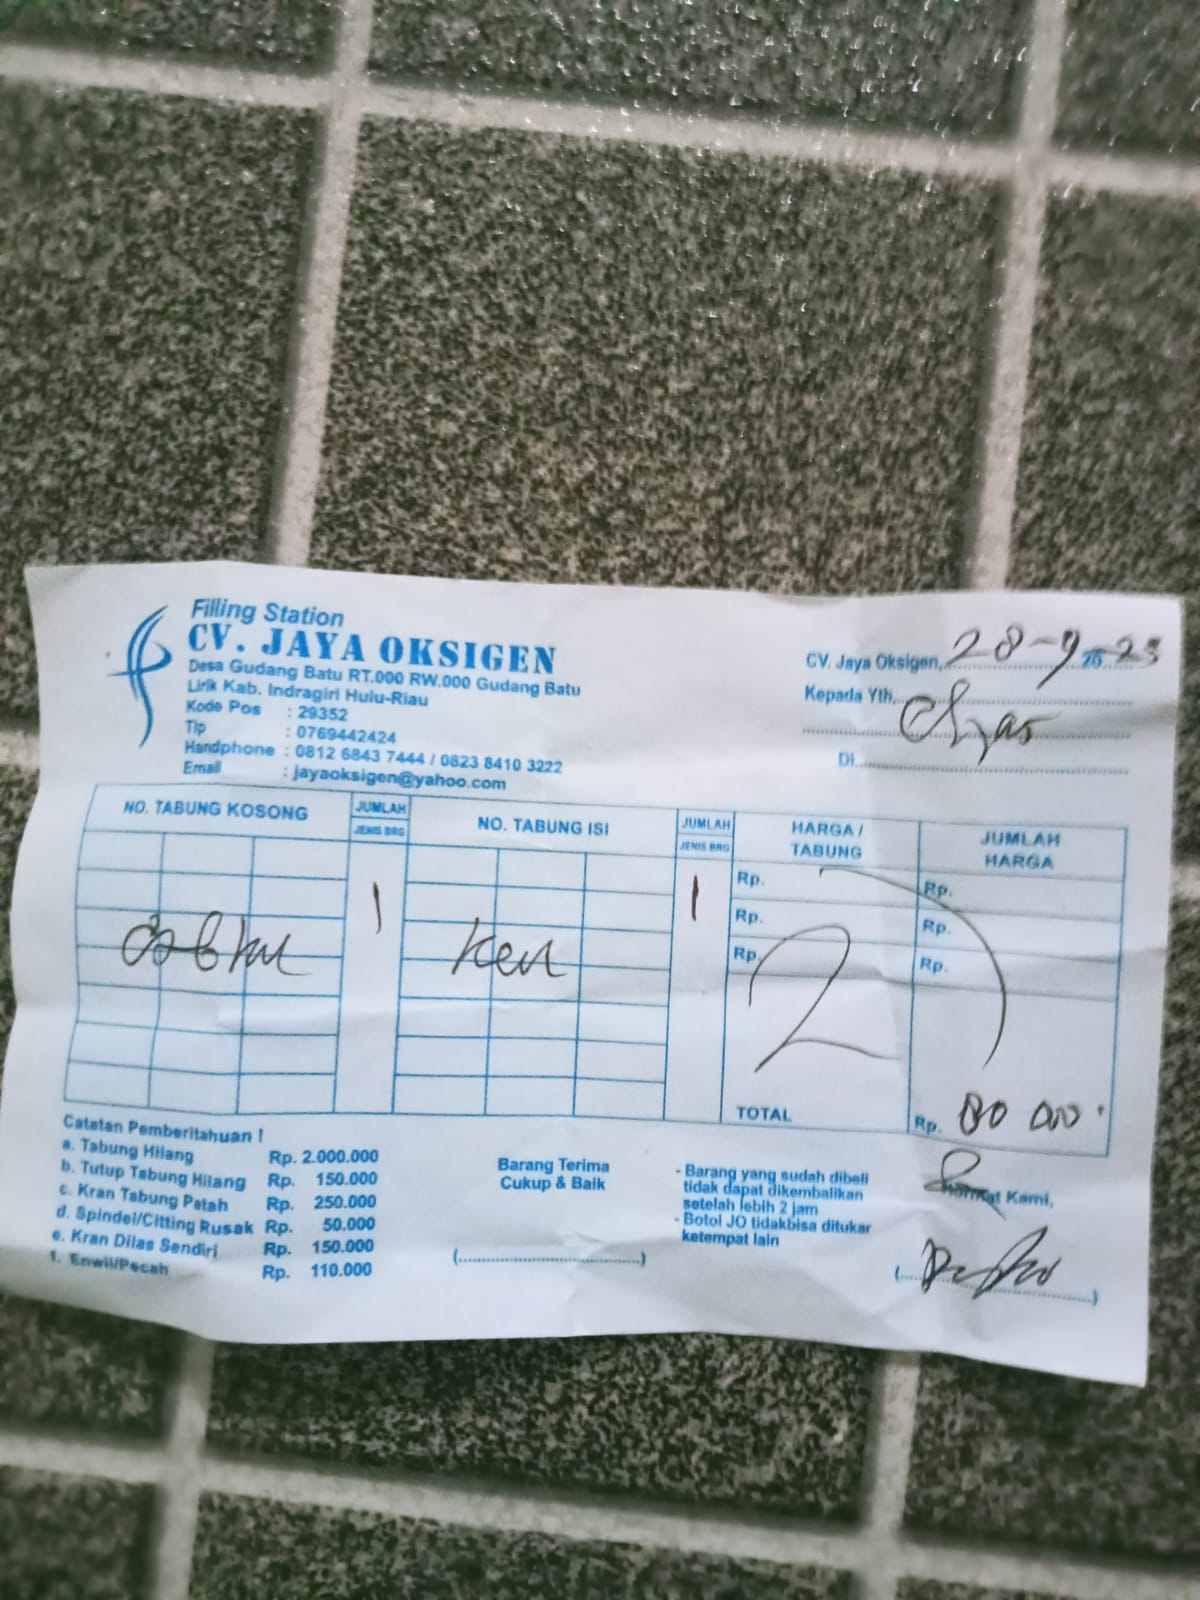 Filling Station
CV. JAYA OKSIGEN
Desa Gudang Batu RT.000 RW.000 Gudang Batu
Lirik Kab. Indragiri Hulu-Riau
Kode Pos : 29352
Tlp : 0769442424
Handphone : 0812 6843 7444 / 0823 8410 3222
Email : jayaoksigen@yahoo.com
CV. Jaya Oksigen, 28-9 20 23
Kepada Yth,
Di
NO. TABUNG KOSONG
JUMLAH
JENIS BRG
NO. TABUNG ISI
JUMLAH
JENIS BRG
HARGA / TABUNG
JUMLAH HARGA
Rp. Rp.
Rp. Rp.
Rp. Rp.
1
1
2
TOTAL Rp. 80 000
Catatan Pemberitahuan !
a. Tabung Hilang Rp. 2.000.000
b. Tutup Tabung Hilang Rp. 150.000
c. Kran Tabung Patah Rp. 250.000
d. Spindel/Citting Rusak Rp. 50.000
e. Kran Dilas Sendiri Rp. 150.000
f. Enwil/Pecah Rp. 110.000
Barang Terima
Cukup & Baik
(....................................)
- Barang yang sudah dibeli
tidak dapat dikembalikan
setelah lebih 2 jam
- Botol JO tidakbisa ditukar
ketempat lain
Hormat Kami,